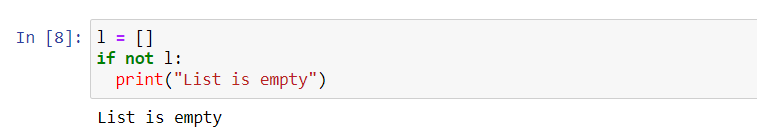 In [8]: l = []
if not l:
  print("List is empty")
List is empty